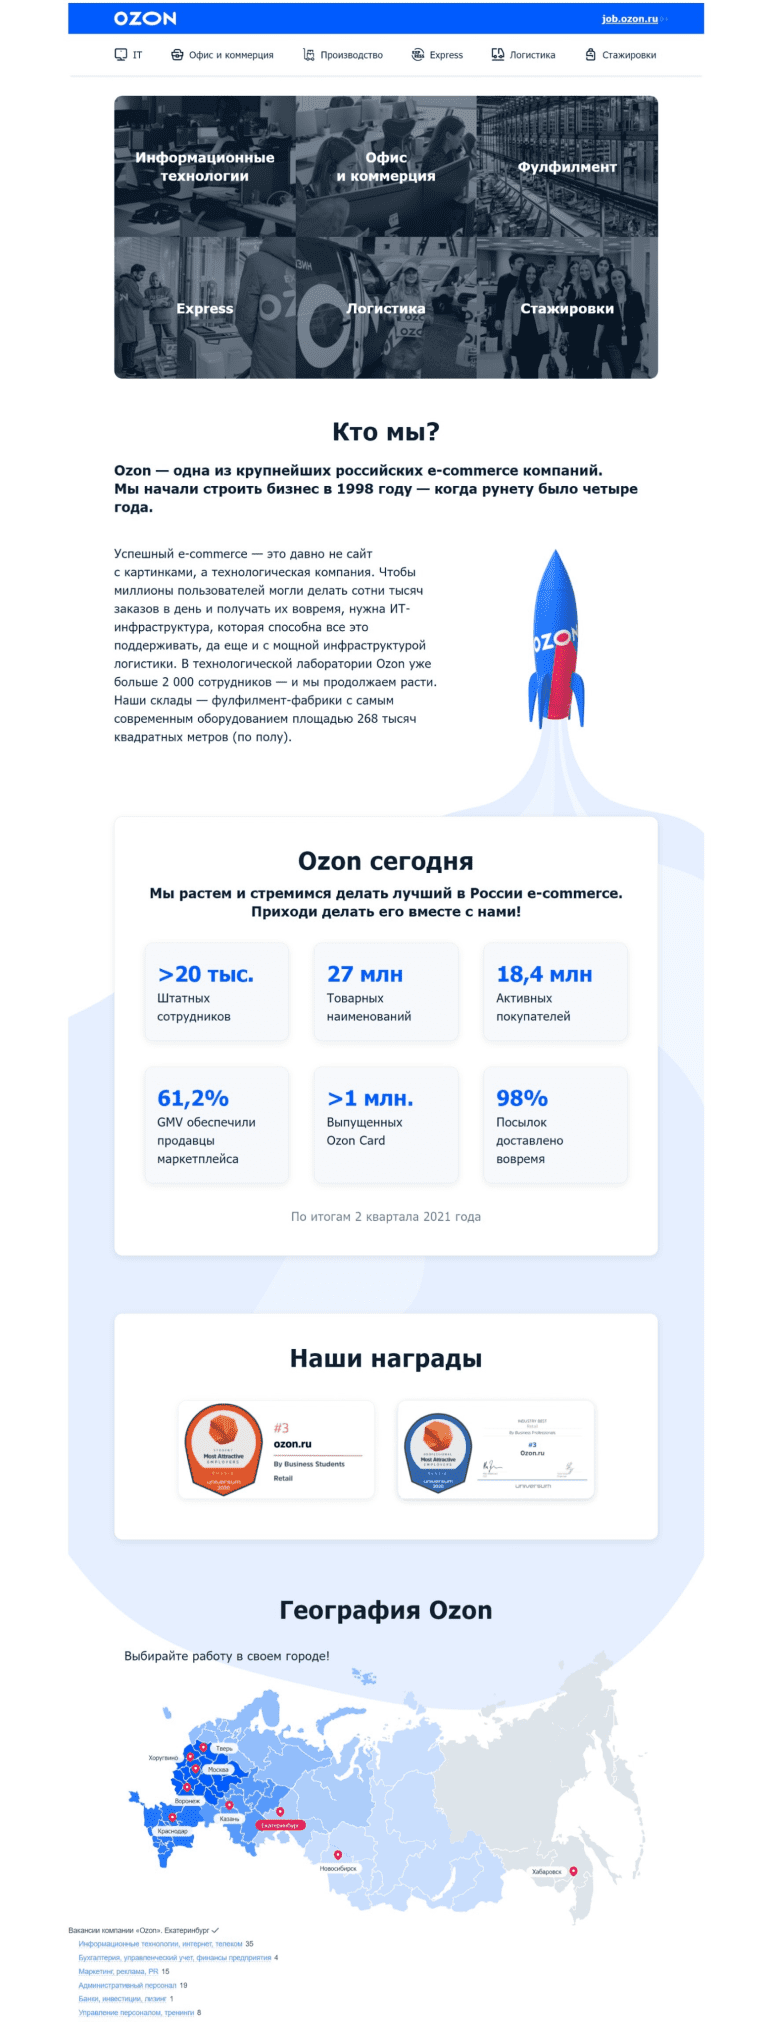 OZON
job.ozon.ru
IT
Офис и коммерция
Производство
Express
Логистика
Стажировки
Информационные
технологии
Офис
и коммерция
Фулфилмент
Express
Логистика
Стажировки
Кто мы?
Ozon — одна из крупнейших российских e-commerce компаний.
Мы начали строить бизнес в 1998 году — когда рунету было четыре
года.
Успешный e-commerce — это давно не сайт
с картинками, а технологическая компания. Чтобы
миллионы пользователей могли делать сотни тысяч
заказов в день и получать их вовремя, нужна ИТ-
инфраструктура, которая способна все это
поддерживать, да еще и с мощной инфраструктурой
логистики. В технологической лаборатории Ozon уже
больше 2 000 сотрудников — и мы продолжаем расти.
Наши склады — фулфилмент-фабрики с самым
современным оборудованием площадью 268 тысяч
квадратных метров (по полу).
OZON
Ozon сегодня
Мы растем и стремимся делать лучший в России e-commerce.
Приходи делать его вместе с нами!
>20 тыс.
Штатных
сотрудников
27 млн
Товарных
наименований
18,4 млн
Активных
покупателей
61,2%
GMV обеспечили
продавцы
маркетплейса
>1 млн.
Выпущенных
Ozon Card
98%
Посылок
доставлено
вовремя
По итогам 2 квартала 2021 года
Наши награды
STUDENT
Most Attractive
EMPLOYERS
RUSSIA
universum
2020
#3
ozon.ru
By Business Students
Retail
PROFESSIONAL
Most Attractive
EMPLOYERS
RUSSIA
universum
2020
INDUSTRY BEST
Retail
By Business Professionals
#3
Ozon.ru
universum
География Ozon
Выбирайте работу в своем городе!
Тверь
Хоругвино
Москва
Воронеж
Казань
Екатеринбург
Краснодар
Новосибирск
Хабаровск
Вакансии компании «Ozon». Екатеринбург
Информационные технологии, интернет, телеком 35
Бухгалтерия, управленческий учет, финансы предприятия 4
Маркетинг, реклама, PR 15
Административный персонал 19
Банки, инвестиции, лизинг 1
Управление персоналом, тренинги 8